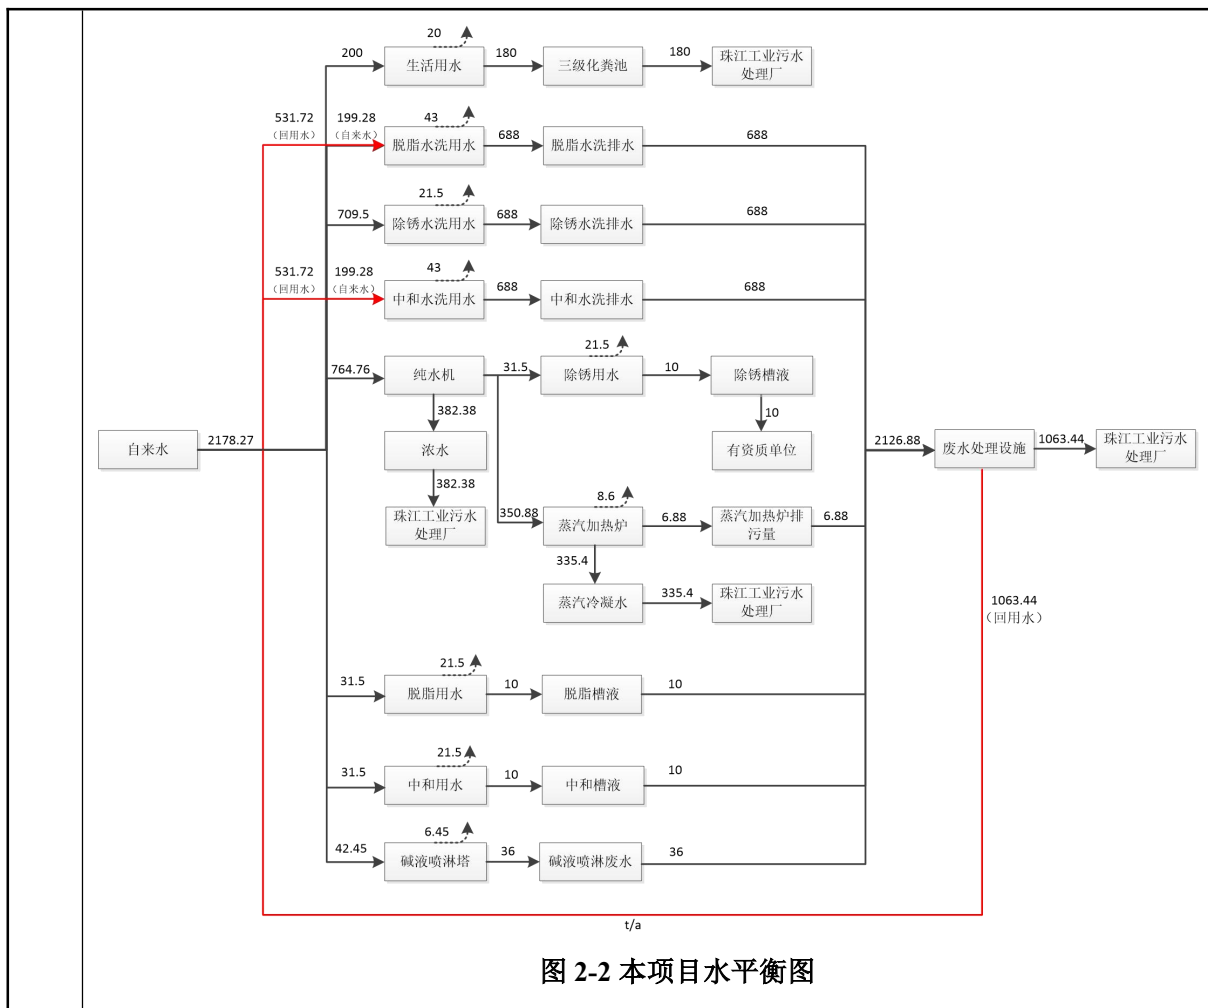 20
200
生活用水
180
三级化粪池
180
珠江工业污水
处理厂
531.72
（回用水）
199.28
（自来水）
43
脱脂水洗用水
688
脱脂水洗排水
688
21.5
709.5
除锈水洗用水
688
除锈水洗排水
688
531.72
（回用水）
199.28
（自来水）
43
中和水洗用水
688
中和水洗排水
688
21.5
764.76
纯水机
31.5
除锈用水
10
除锈槽液
382.38
10
自来水
2178.27
浓水
有资质单位
2126.88
废水处理设施
1063.44
珠江工业污水
处理厂
382.38
珠江工业污水
处理厂
350.88
8.6
蒸汽加热炉
6.88
蒸汽加热炉排
污量
6.88
335.4
蒸汽冷凝水
335.4
珠江工业污水
处理厂
1063.44
（回用水）
21.5
31.5
脱脂用水
10
脱脂槽液
10
21.5
31.5
中和用水
10
中和槽液
10
6.45
42.45
碱液喷淋塔
36
碱液喷淋废水
36
t/a
图 2-2 本项目水平衡图